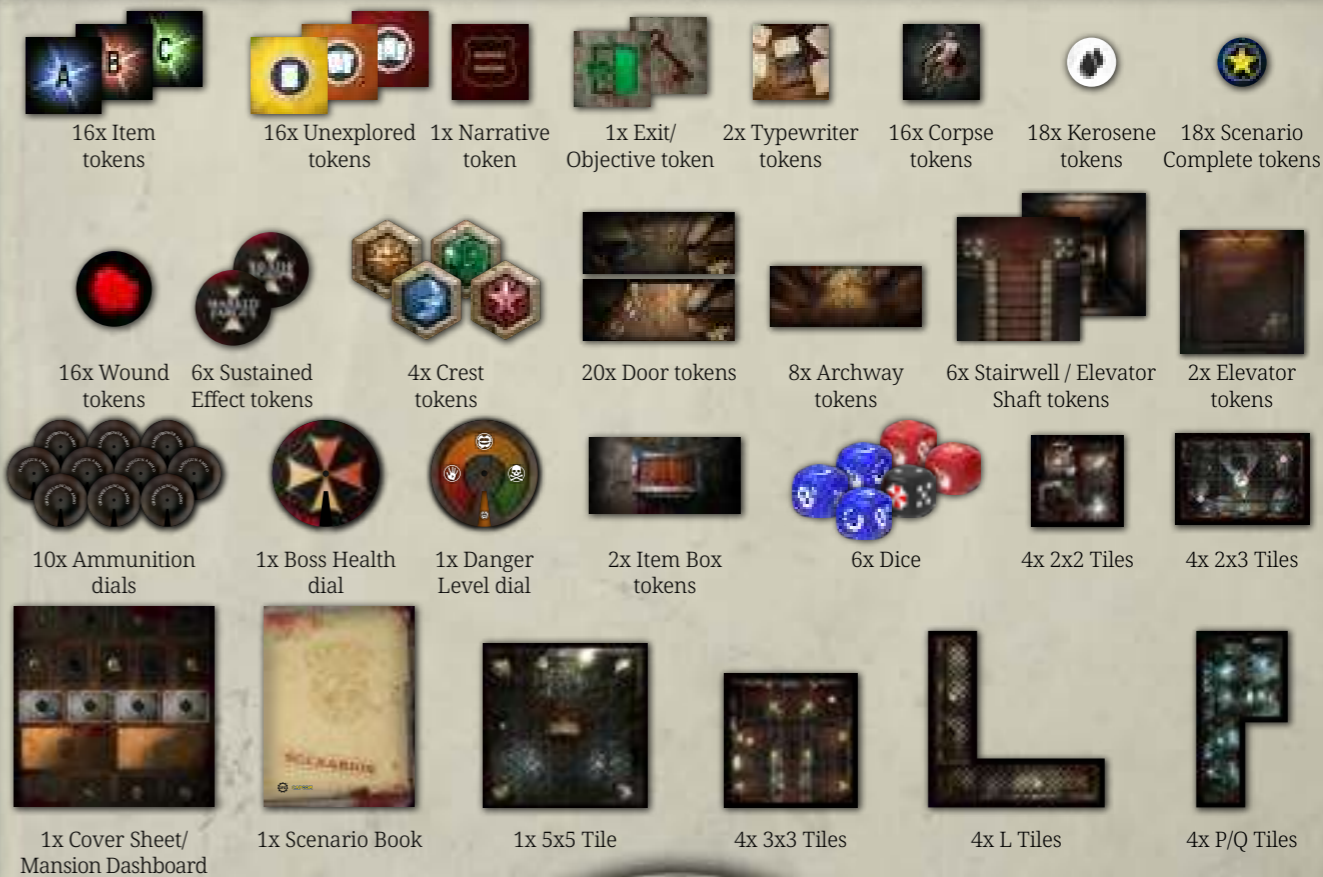 A B C
16x Item
tokens
16x Unexplored
tokens
1x Narrative
token
1x Exit/
Objective token
2x Typewriter
tokens
16x Corpse
tokens
18x Kerosene
tokens
18x Scenario
Complete tokens
16x Wound
tokens
6x Sustained
Effect tokens
4x Crest
tokens
20x Door tokens
8x Archway
tokens
6x Stairwell / Elevator
Shaft tokens
2x Elevator
tokens
10x Ammunition
dials
1x Boss Health
dial
1x Danger
Level dial
2x Item Box
tokens
6x Dice
4x 2x2 Tiles
4x 2x3 Tiles
SCENARIOS
1x Cover Sheet/
Mansion Dashboard
1x Scenario Book
1x 5x5 Tile
4x 3x3 Tiles
4x L Tiles
4x P/Q Tiles